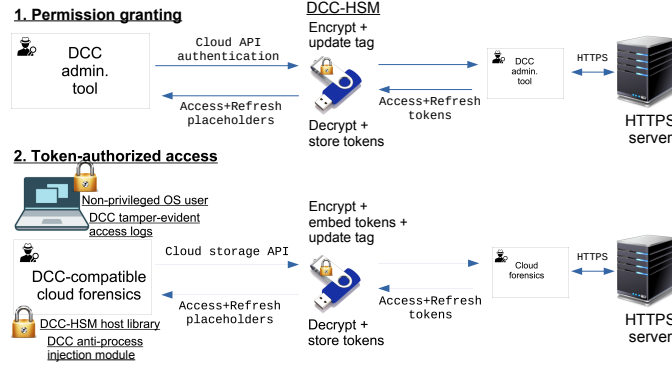 1. Permission granting
DCC-HSM
Encrypt +
update tag
DCC
admin.
tool
Cloud API
authentication
Access+Refresh
placeholders
Decrypt +
store tokens
Access+Refresh
tokens
DCC
admin.
tool
HTTPS
HTTPS
server
2. Token-authorized access
Non-privileged OS user
DCC tamper-evident
access logs
DCC-compatible
cloud forensics
DCC-HSM host library
DCC anti-process
injection module
Cloud storage API
Access+Refresh
placeholders
Encrypt +
embed tokens +
update tag
Decrypt +
store tokens
Access+Refresh
tokens
Cloud
forensics
HTTPS
HTTPS
server